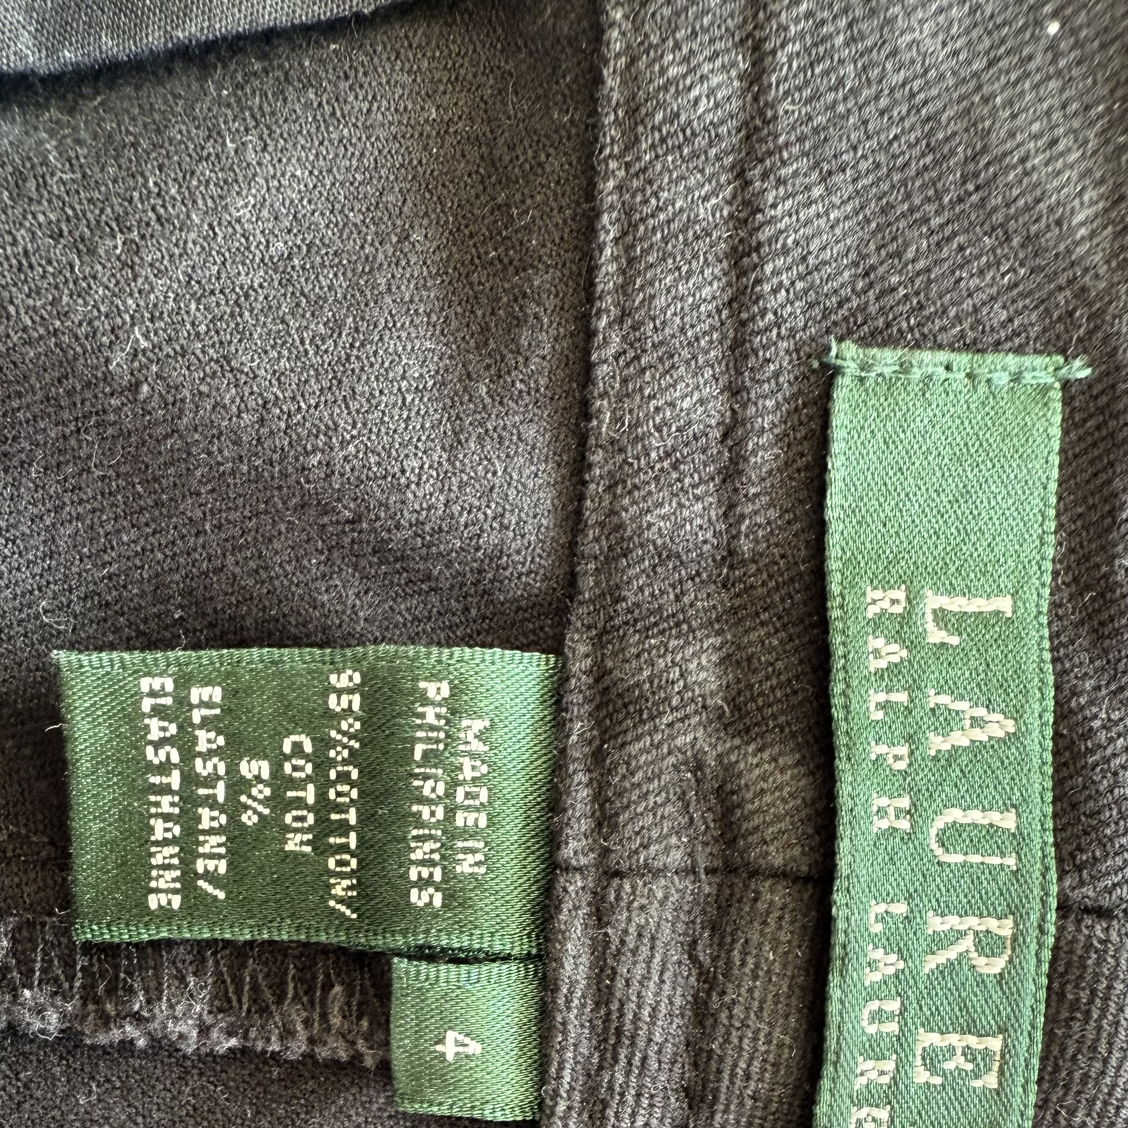 LAURE
RALPH LAURE
MADE IN
PHILIPPINES
95%COTTON/
COTON
5%
ELASTANE/
ELASTHANNE
4